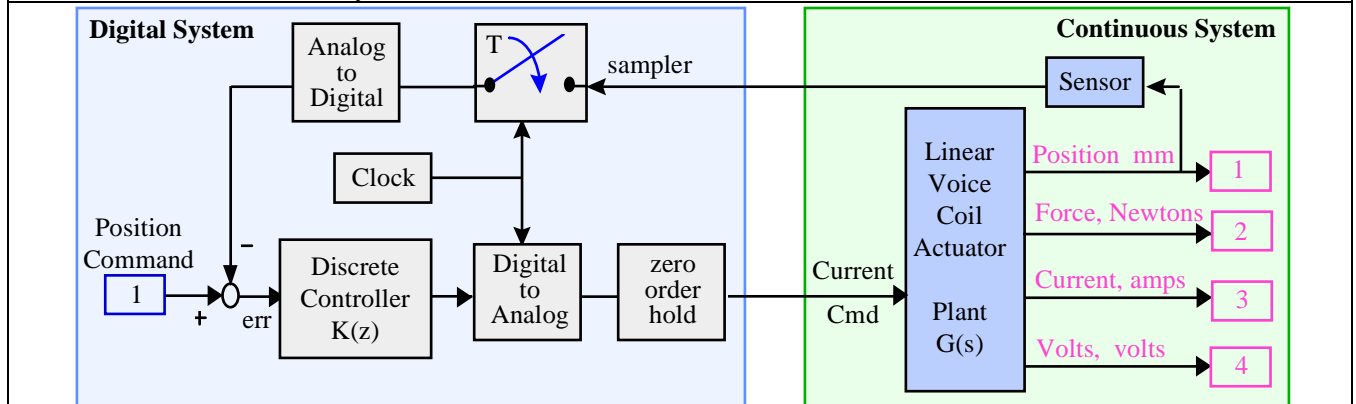 Digital System
Analog
to
Digital
T
sampler
Clock
Position
Command
1
+
−
err
Discrete
Controller
K(z)
Digital
to
Analog
zero
order
hold
Continuous System
Sensor
Current
Cmd
Linear
Voice
Coil
Actuator
Plant
G(s)
Position mm
1
Force, Newtons
2
Current, amps
3
Volts, volts
4